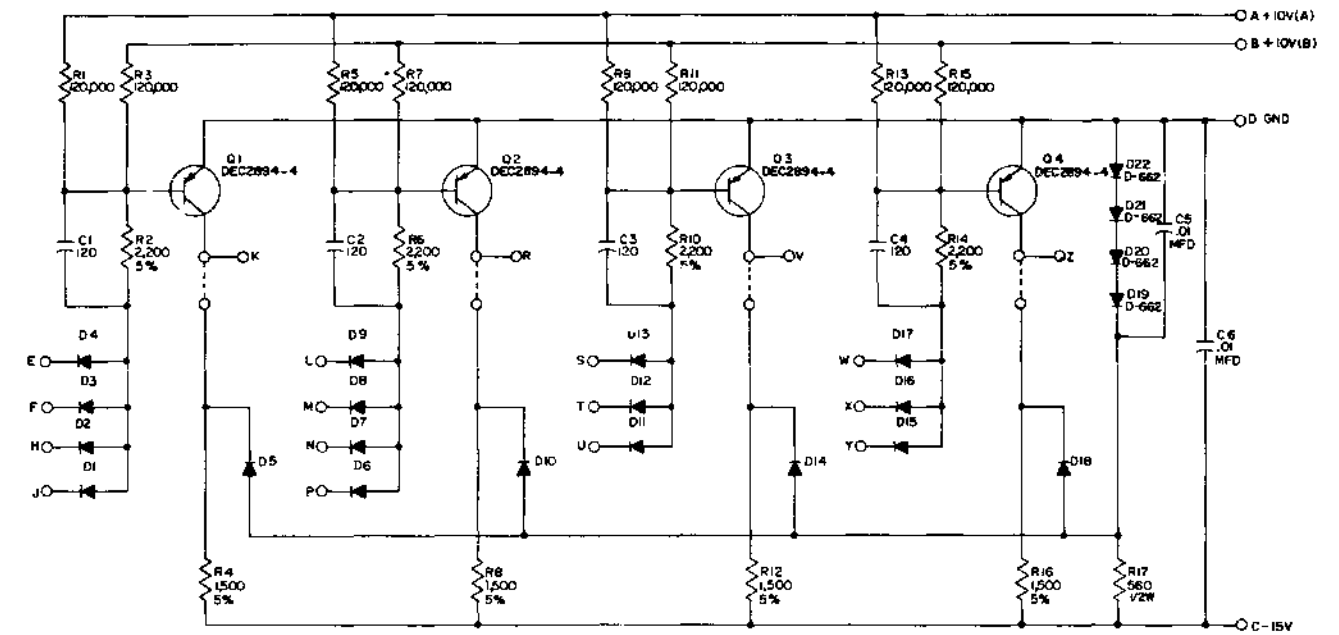 A +10V(A)
B +10V(B)
R1
120,000
R3
120,000
R5
120,000
R7
120,000
R9
120,000
R11
120,000
R13
120,000
R15
120,000
D GND
Q1
DEC2894-4
Q2
DEC2894-4
Q3
DEC2894-4
Q4
DEC2894-4
D22
D-662
D21
D-662
D20
D-662
D19
D-662
C5
.01
MFD
C1
120
R2
2,200
5%
K
C2
120
R6
2,200
5%
R
C3
120
R10
2,200
5%
V
C4
120
R14
2,200
5%
Z
C6
.01
MFD
D4
E
D3
F
D2
H
D1
J
D5
D9
L
D8
M
D7
N
D6
P
D10
D13
S
D12
T
D11
U
D14
D17
W
D16
X
D15
Y
D18
R4
1,500
5%
R8
1,500
5%
R12
1,500
5%
R16
1,500
5%
R17
560
1/2W
C-15V